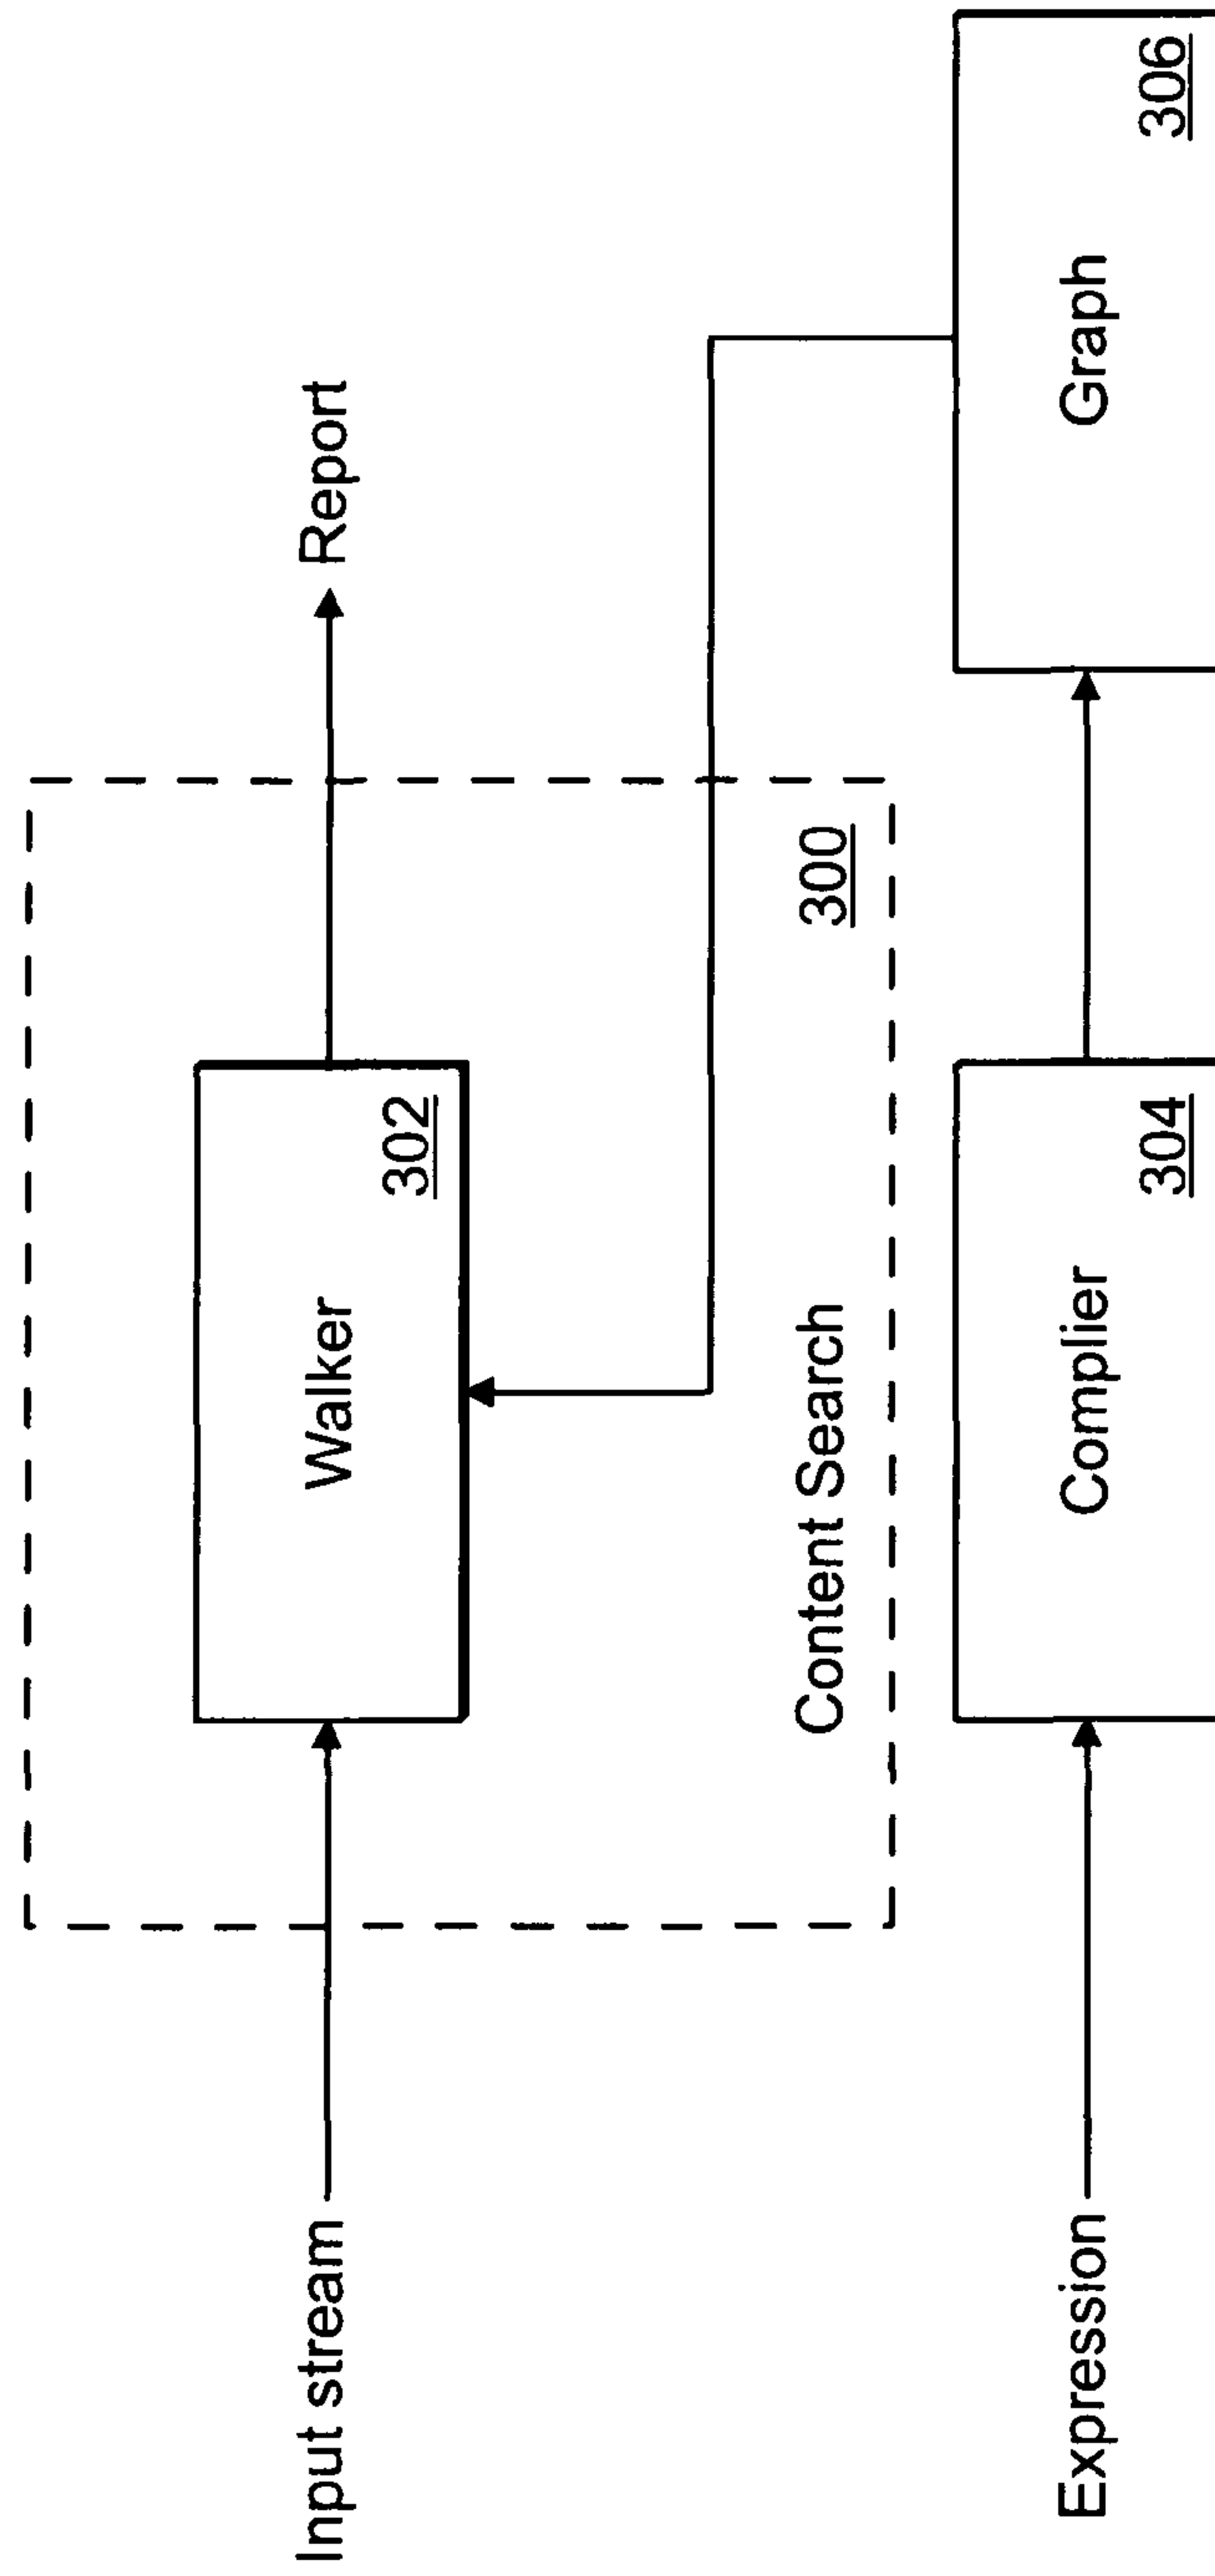 Input stream
Walker
302
Report
Content Search
300
Expression
Complier
304
Graph
306